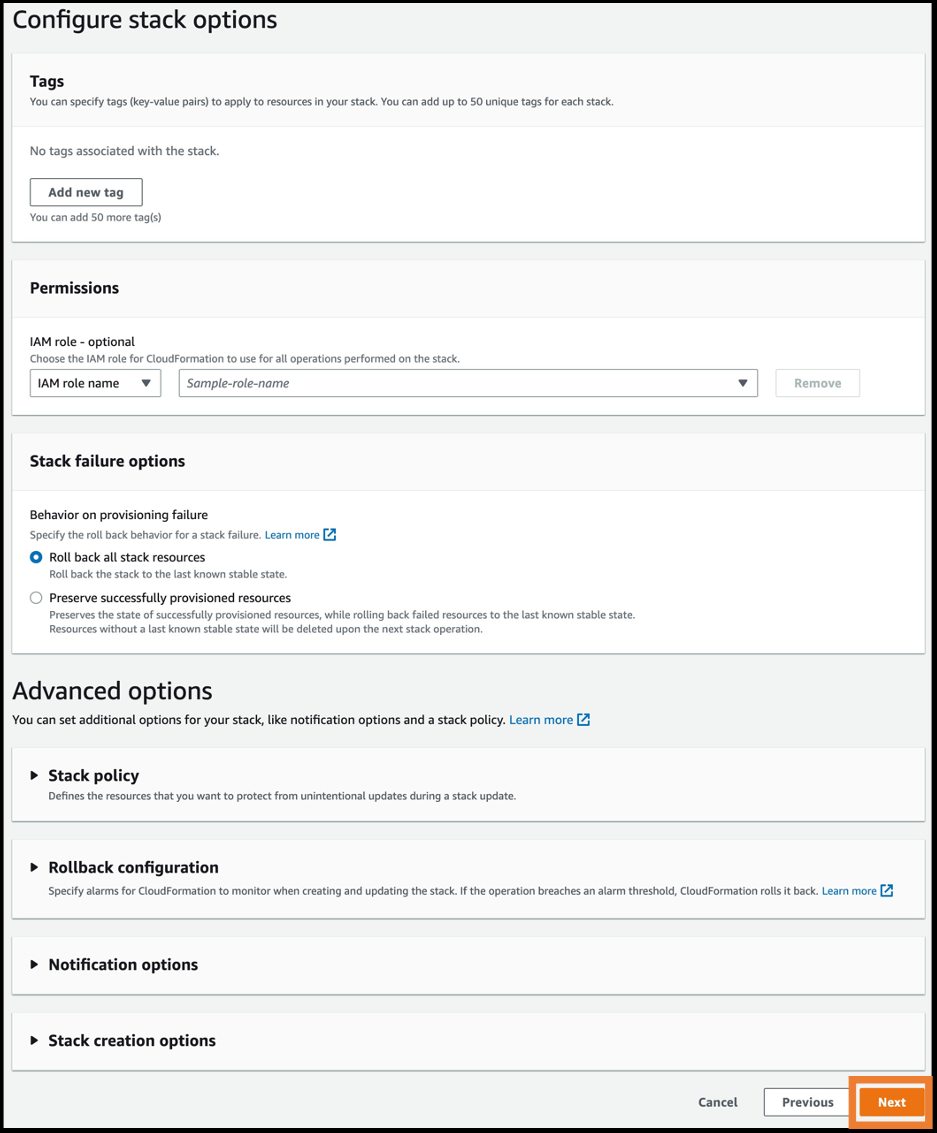 Configure stack options
Tags
You can specify tags (key-value pairs) to apply to resources in your stack. You can add up to 50 unique tags for each stack.
No tags associated with the stack.
Add new tag
You can add 50 more tag(s)
Permissions
IAM role - optional
Choose the IAM role for CloudFormation to use for all operations performed on the stack.
IAM role name Sample-role-name Remove
Stack failure options
Behavior on provisioning failure
Specify the roll back behavior for a stack failure. Learn more
Roll back all stack resources
Roll back the stack to the last known stable state.
Preserve successfully provisioned resources
Preserves the state of successfully provisioned resources, while rolling back failed resources to the last known stable state.
Resources without a last known stable state will be deleted upon the next stack operation.
Advanced options
You can set additional options for your stack, like notification options and a stack policy. Learn more
Stack policy
Defines the resources that you want to protect from unintentional updates during a stack update.
Rollback configuration
Specify alarms for CloudFormation to monitor when creating and updating the stack. If the operation breaches an alarm threshold, CloudFormation rolls it back. Learn more
Notification options
Stack creation options
Cancel Previous Next